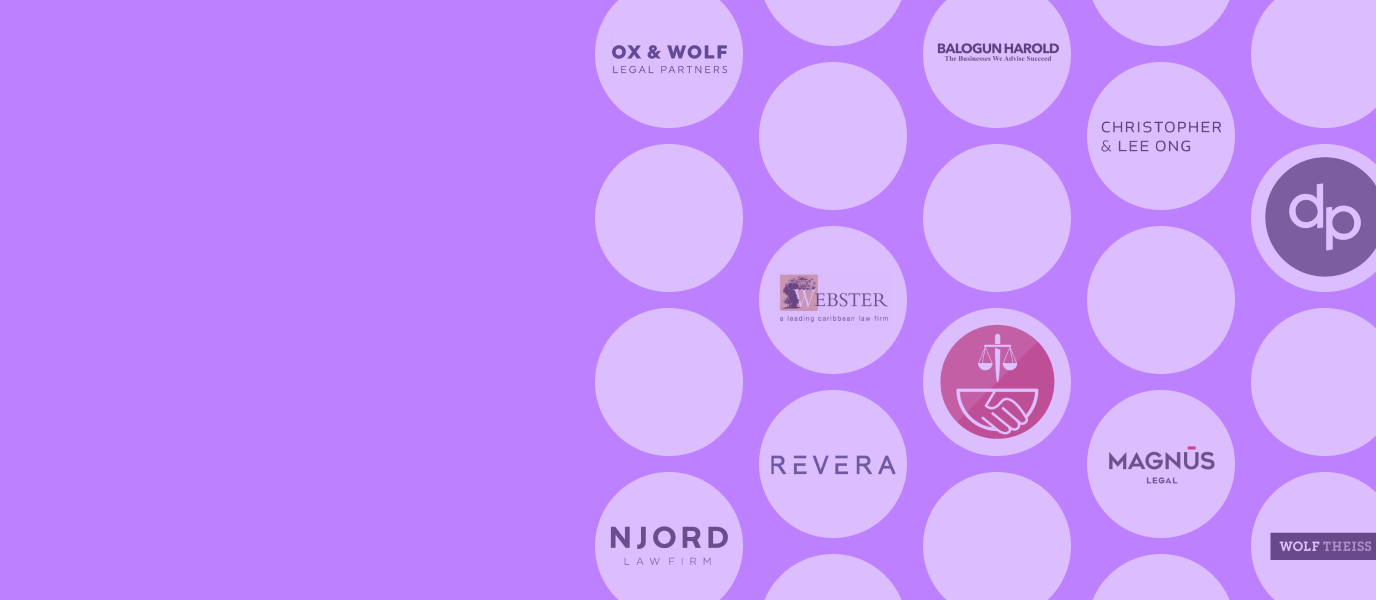 OX & WOLF
LEGAL PARTNERS
BALOGUN HAROLD
The Businesses We Advise Succeed
CHRISTOPHER
& LEE ONG
dp
WEBSTER
a leading caribbean law firm
REVERA
MAGNŪS
LEGAL
NJORD
LAW FIRM
WOLF THEISS